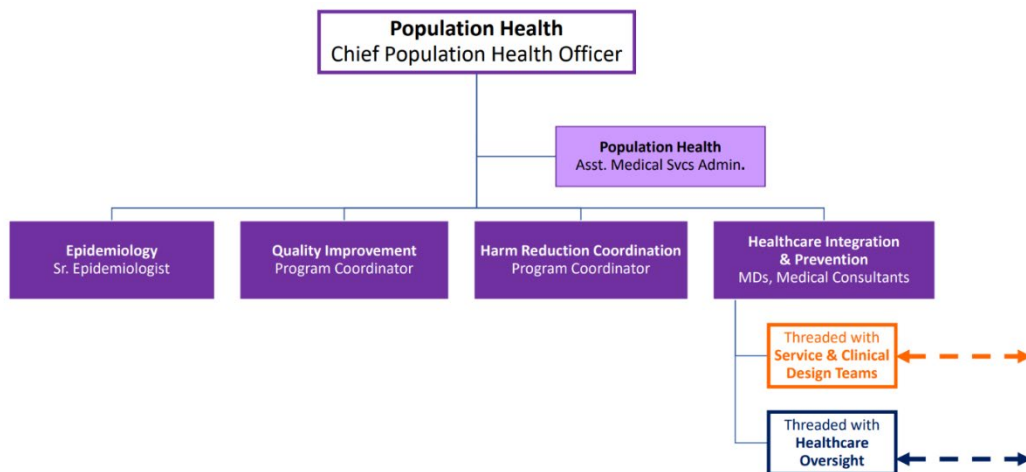 Population Health
Chief Population Health Officer
Population Health
Asst. Medical Svcs Admin.
Epidemiology
Sr. Epidemiologist
Quality Improvement
Program Coordinator
Harm Reduction Coordination
Program Coordinator
Healthcare Integration
& Prevention
MDs, Medical Consultants
Threaded with
Service & Clinical
Design Teams
Threaded with
Healthcare
Oversight